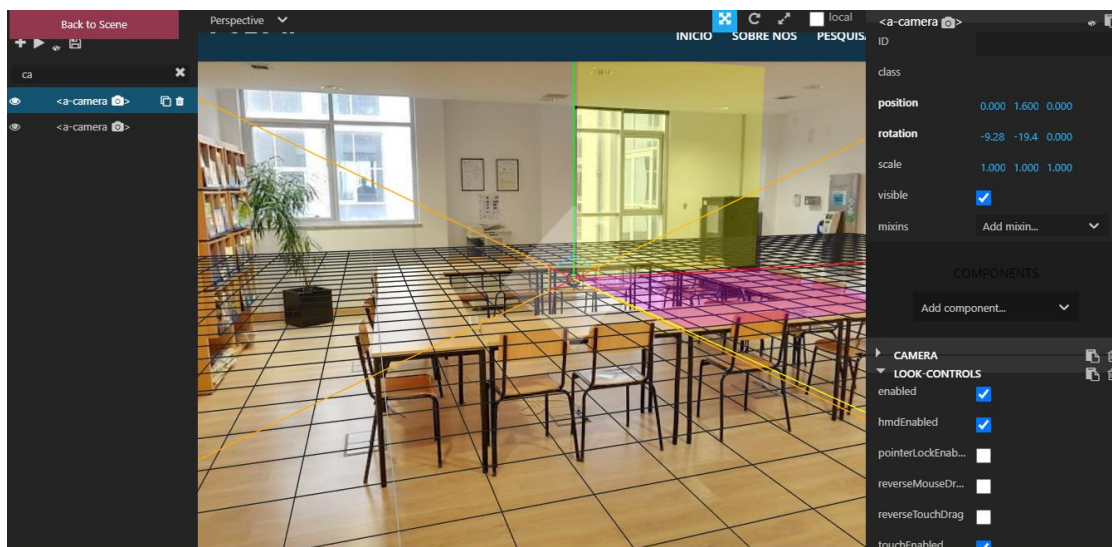 Back to Scene
Perspective
local
INICIO SOBRE NÓS PESQUISA
ca
<a-camera >
<a-camera >
<a-camera >
ID
class
position 0.000 1.600 0.000
rotation -9.28 -19.4 0.000
scale 1.000 1.000 1.000
visible
mixins Add mixin...
COMPONENTS
Add component...
CAMERA
LOOK-CONTROLS
enabled
hmdEnabled
pointerLockEnab...
reverseMouseDr...
reverseTouchDrag
touchEnabled